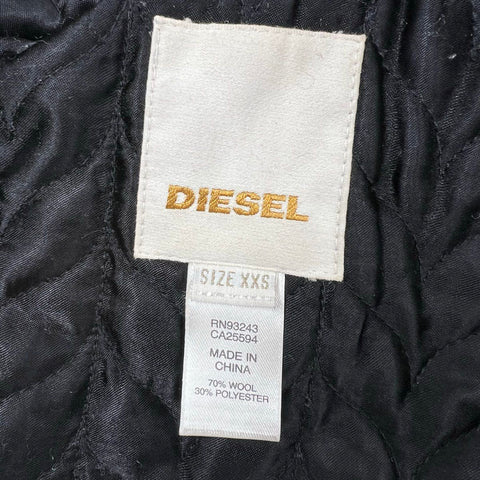 DIESEL
SIZE XXS
RN93243
CA25594
MADE IN
CHINA
70% WOOL
30% POLYESTER